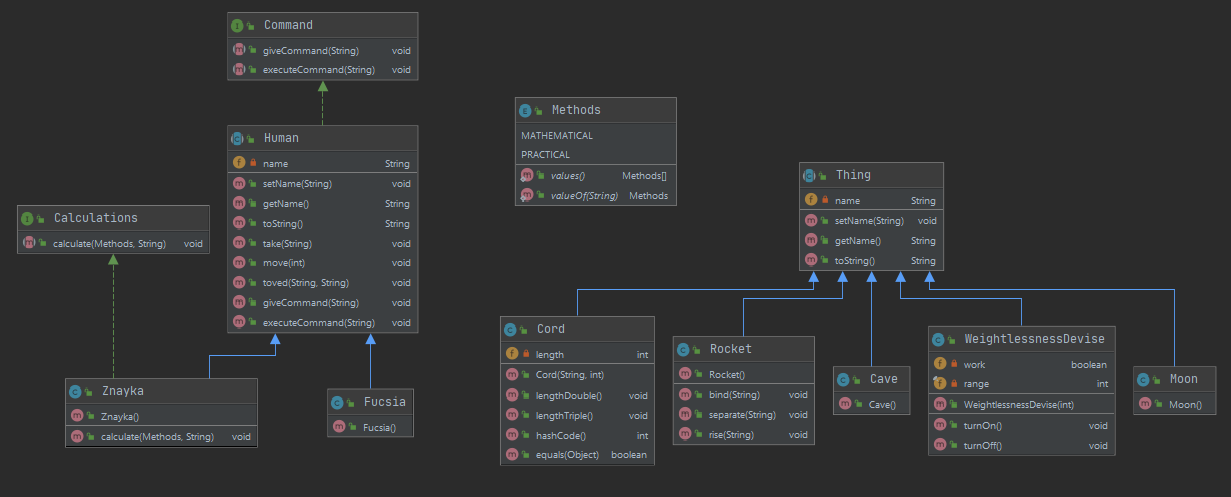 Command
giveCommand(String) void
executeCommand(String) void
Human
name String
setName(String) void
getName() String
toString() String
take(String) void
move(int) void
toved(String, String) void
giveCommand(String) void
executeCommand(String) void
Calculations
calculate(Methods, String) void
Znayka
Znayka()
calculate(Methods, String) void
Fucsia
Fucsia()
Methods
MATHEMATICAL
PRACTICAL
values() Methods[]
valueOf(String) Methods
Thing
name String
setName(String) void
getName() String
toString() String
Cord
length int
Cord(String, int)
lengthDouble() void
lengthTriple() void
hashCode() int
equals(Object) boolean
Rocket
Rocket()
bind(String) void
separate(String) void
rise(String) void
Cave
Cave()
WeightlessnessDevise
work boolean
range int
WeightlessnessDevise(int)
turnOn() void
turnOff() void
Moon
Moon()